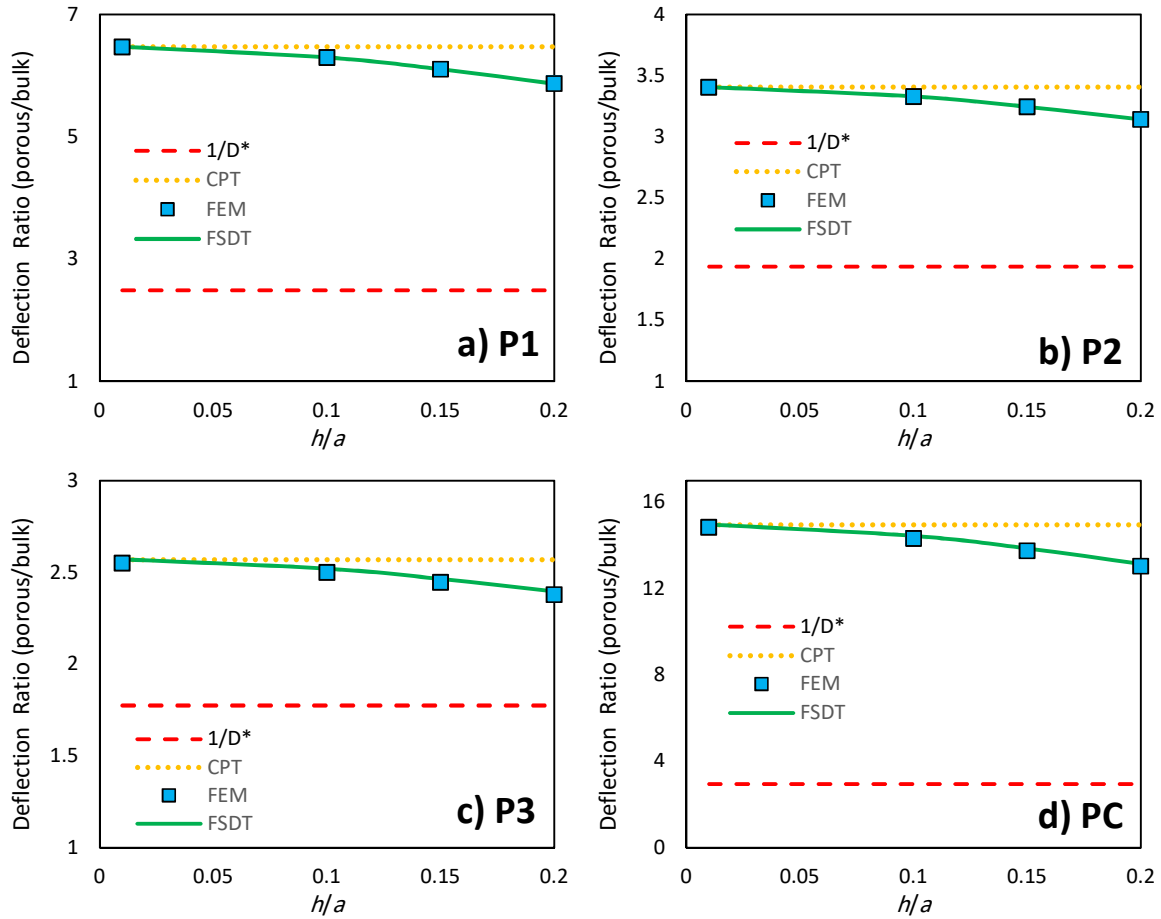 Deflection Ratio (porous/bulk)
7
5
3
1
1/D*
CPT
FEM
FSDT
a) P1
0 0.05 0.1 0.15 0.2
h/a
Deflection Ratio (porous/bulk)
4
3.5
3
2.5
2
1.5
1
1/D*
CPT
FEM
FSDT
b) P2
0 0.05 0.1 0.15 0.2
h/a
Deflection Ratio (porous/bulk)
3
2.5
2
1.5
1
1/D*
CPT
FEM
FSDT
c) P3
0 0.05 0.1 0.15 0.2
h/a
Deflection Ratio (porous/bulk)
16
12
8
4
0
1/D*
CPT
FEM
FSDT
d) PC
0 0.05 0.1 0.15 0.2
h/a